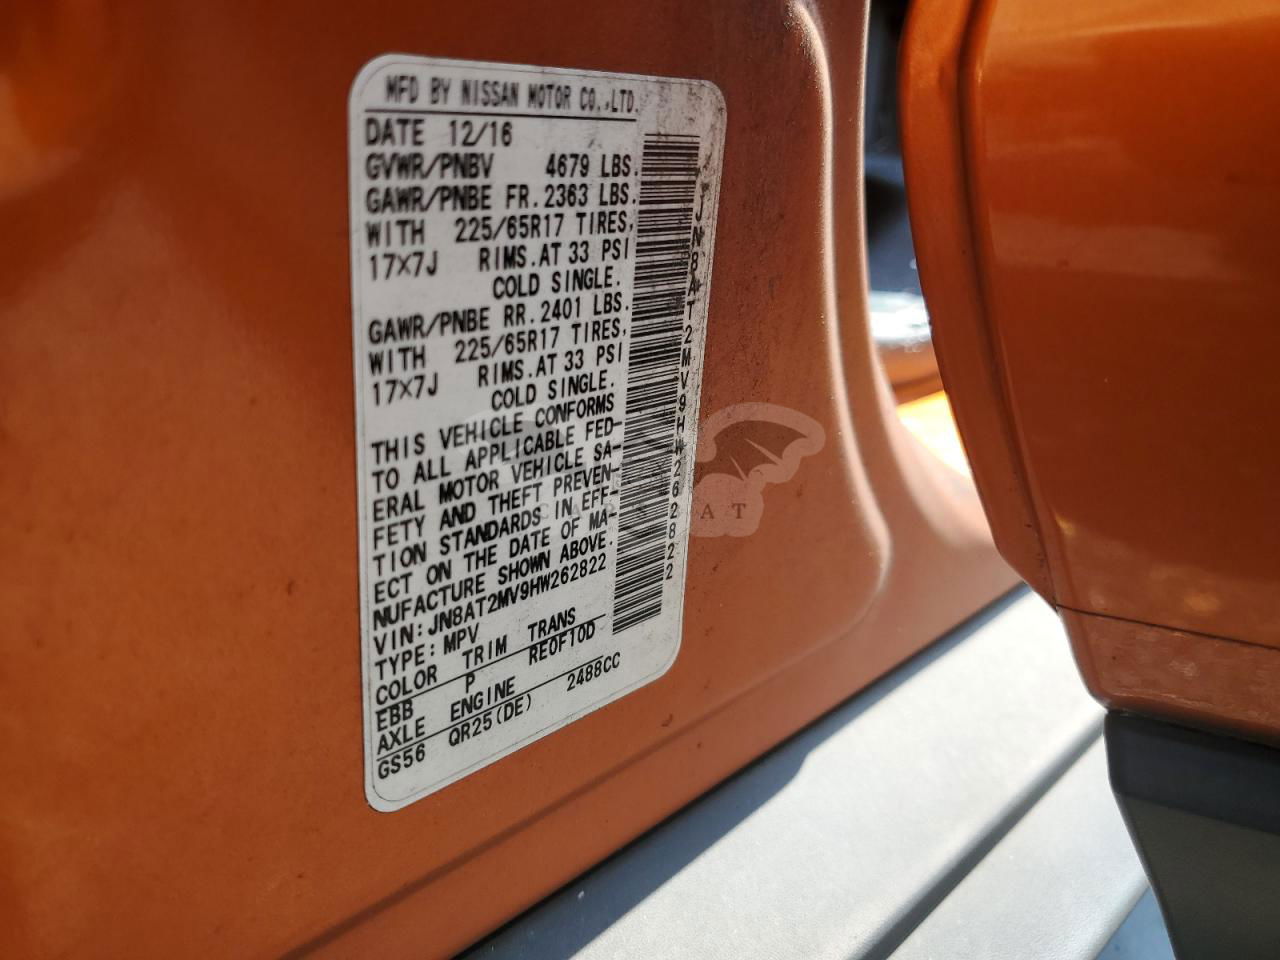 MFD BY NISSAN MOTOR CO.,LTD.
DATE 12/16
GVWR/PNBV 4679 LBS.
GAWR/PNBE FR. 2363 LBS.
WITH 225/65R17 TIRES,
17×7J RIMS. AT 33 PSI
COLD SINGLE.
GAWR/PNBE RR. 2401 LBS.
WITH 225/65R17 TIRES,
17×7J RIMS. AT 33 PSI
COLD SINGLE.
THIS VEHICLE CONFORMS
TO ALL APPLICABLE FED-
ERAL MOTOR VEHICLE SA-
FETY AND THEFT PREVEN-
TION STANDARDS IN EFF-
ECT ON THE DATE OF MA-
NUFACTURE SHOWN ABOVE.
VIN: JN8AT2MV9HW262822
TYPE: MPV
COLOR TRIM TRANS
EBB P RE0F10D
AXLE ENGINE
GS56 QR25(DE) 2488CC
JN8AT2MV9HW262822